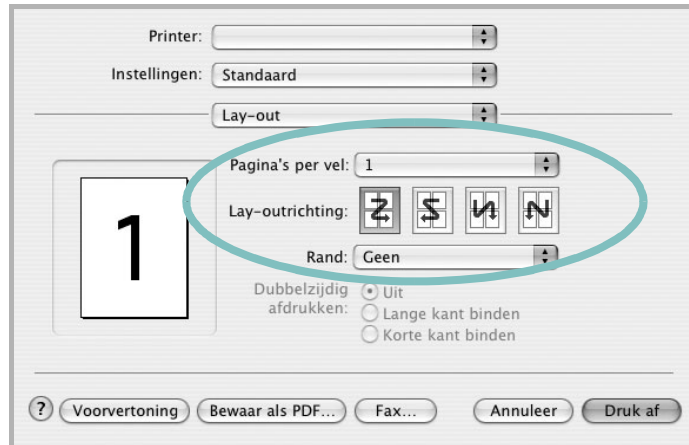 Printer:
Instellingen: Standaard
Lay-out
Pagina's per vel: 1
1
Lay-outrichting:
Rand: Geen
Dubbelzijdig afdrukken: Uit
Lange kant binden
Korte kant binden
? Voorvertoning Bewaar als PDF... Fax... Annuleer Druk af